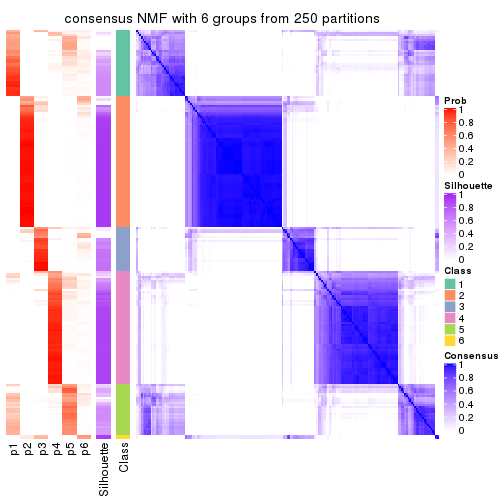 consensus NMF with 6 groups from 250 partitions
Prob
1
0.8
0.6
0.4
0.2
0
Silhouette
1
0.8
0.6
0.4
0.2
0
Class
1
2
3
4
5
6
Consensus
1
0.8
0.6
0.4
0.2
0
p1
p2
p3
p4
p5
p6
Silhouette
Class